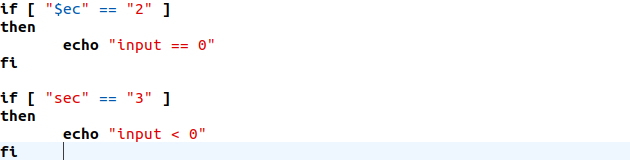 if [ "$ec" == "2" ]
then
echo "input == 0"
fi
if [ "sec" == "3" ]
then
echo "input < 0"
fi